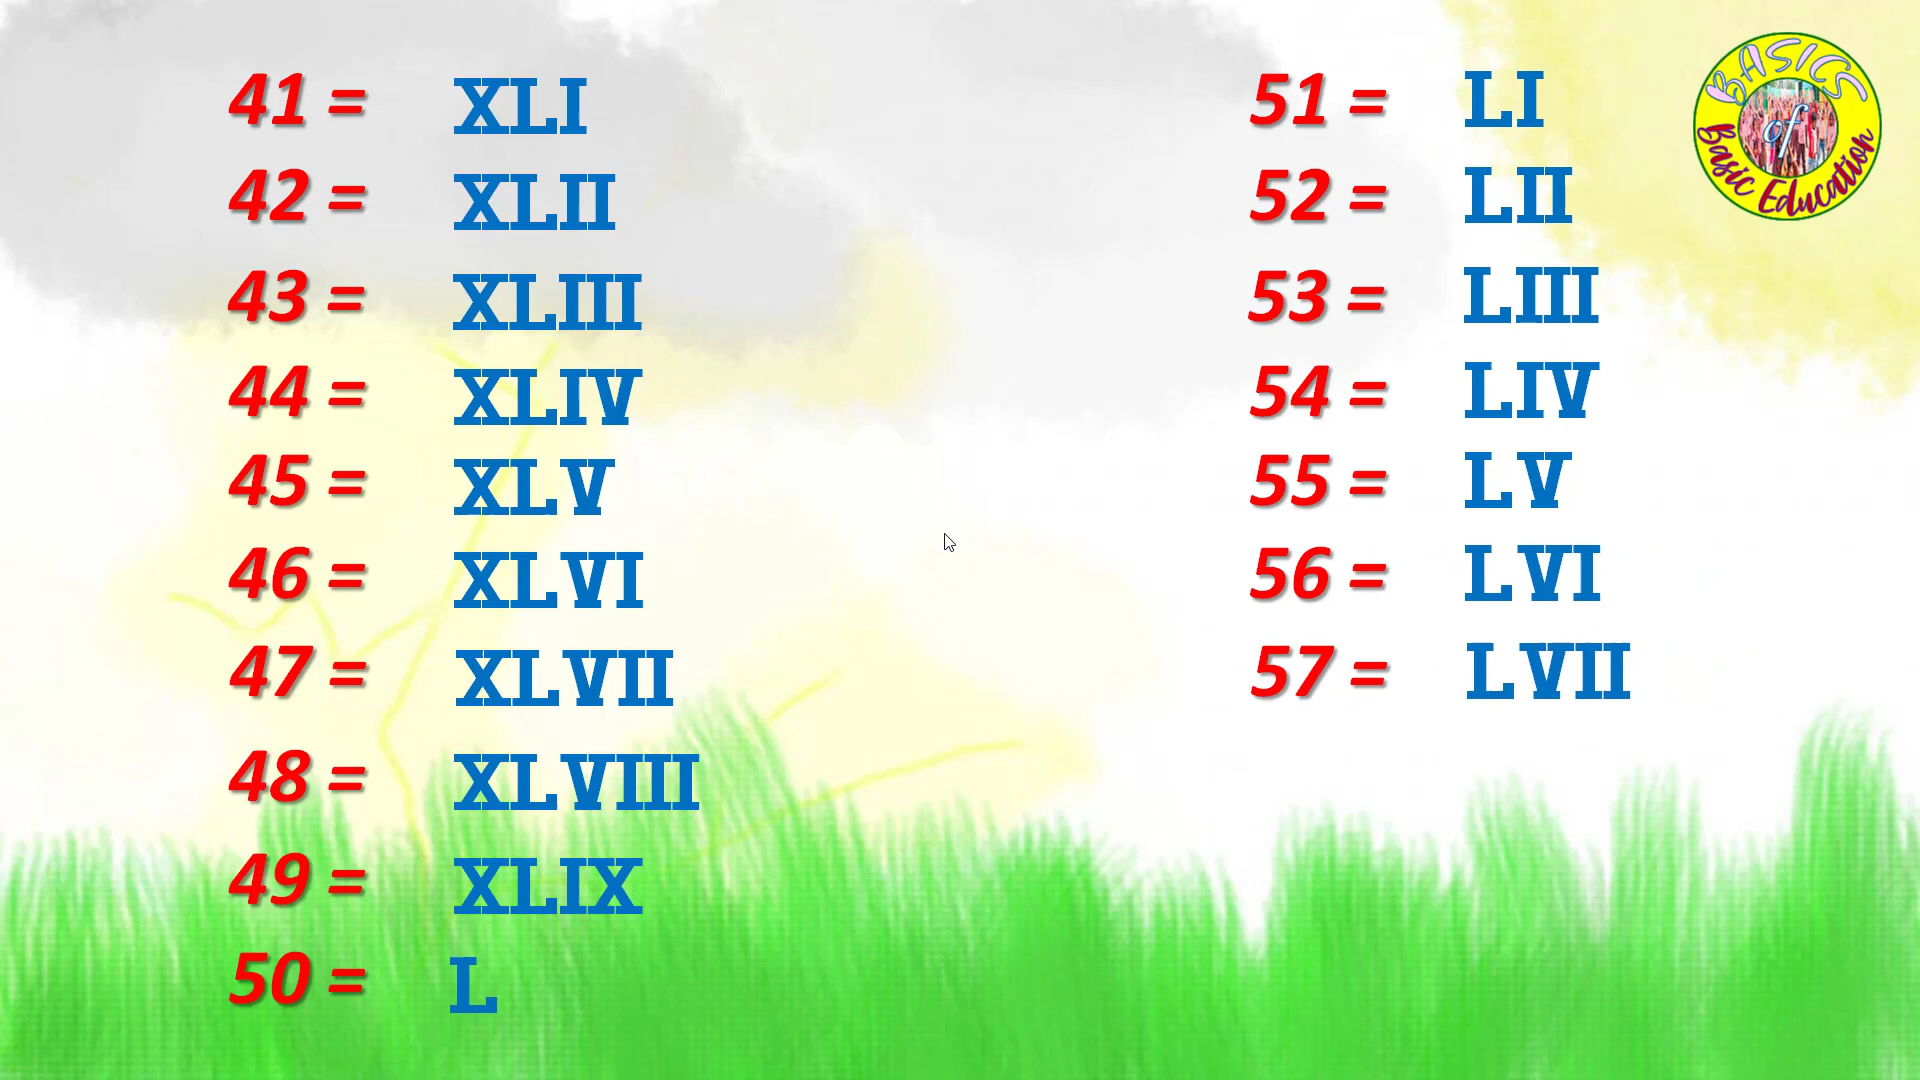 41 = XLI
42 = XLII
43 = XLIII
44 = XLIV
45 = XLV
46 = XLVI
47 = XLVII
48 = XLVIII
49 = XLIX
50 = L
51 = LI
52 = LII
53 = LIII
54 = LIV
55 = LV
56 = LVI
57 = LVII
BASICS
of
Basic Education